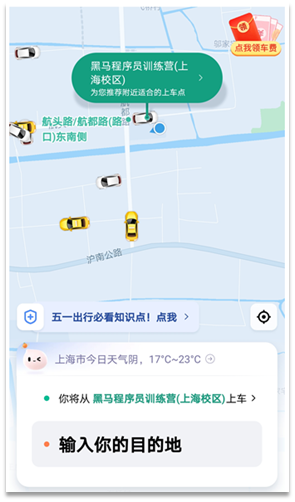 点我领车费
黑马程序员训练营(上
海校区)
为您推荐附近适合的上车点
航头路/航都路(路
口)东南侧
沪南公路
五一出行必看知识点！点我
上海市今日天气阴，17°C~23°C
你将从 黑马程序员训练营(上海校区)上车
输入你的目的地